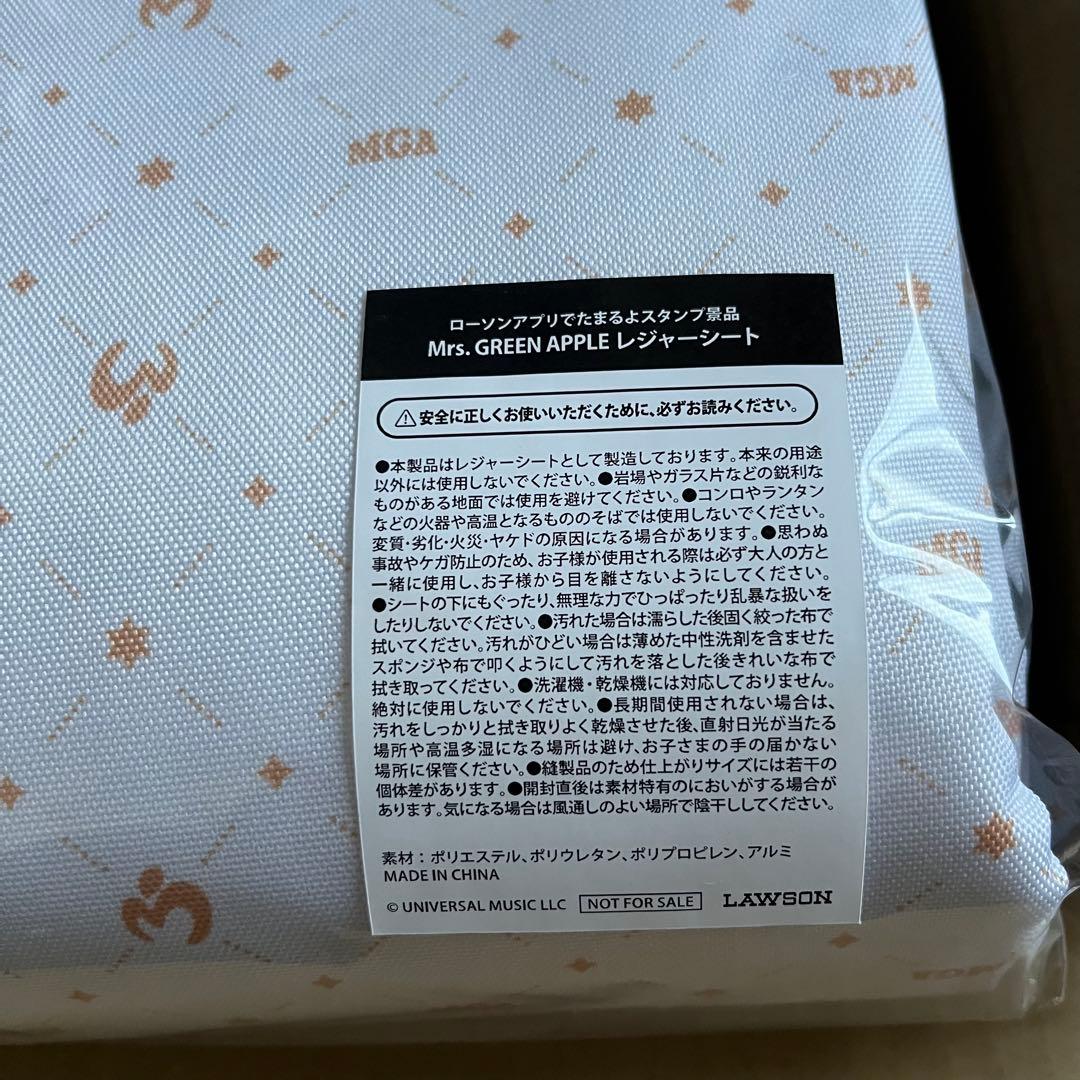 MGA
MGA
ローソンアプリでたまるよスタンプ景品
Mrs. GREEN APPLE レジャーシート
⚠安全に正しくお使いいただくために、必ずお読みください。
●本製品はレジャーシートとして製造しております。本来の用途
以外には使用しないでください。●岩場やガラス片などの鋭利な
ものがある地面では使用を避けてください。●コンロやランタン
などの火器や高温となるもののそばでは使用しないでください。
変質・劣化・火災・ヤケドの原因になる場合があります。●思わぬ
事故やケガ防止のため、お子様が使用される際は必ず大人の方と
一緒に使用し、お子様から目を離さないようにしてください。
●シートの下にもぐったり、無理な力でひっぱったり乱暴な扱いを
したりしないでください。●汚れた場合は濡らした後固く絞った布で
拭いてください。汚れがひどい場合は薄めた中性洗剤を含ませた
スポンジや布で叩くようにして汚れを落とした後きれいな布で
拭き取ってください。●洗濯機・乾燥機には対応しておりません。
絶対に使用しないでください。●長期間使用されない場合は、
汚れをしっかりと拭き取りよく乾燥させた後、直射日光が当たる
場所や高温多湿になる場所は避け、お子さまの手の届かない
場所に保管ください。●縫製品のため仕上がりサイズには若干の
個体差があります。●開封直後は素材特有のにおいがする場合が
あります。気になる場合は風通しのよい場所で陰干ししてください。
素材：ポリエステル、ポリウレタン、ポリプロピレン、アルミ
MADE IN CHINA
© UNIVERSAL MUSIC LLC NOT FOR SALE LAWSON
MGA
MGA